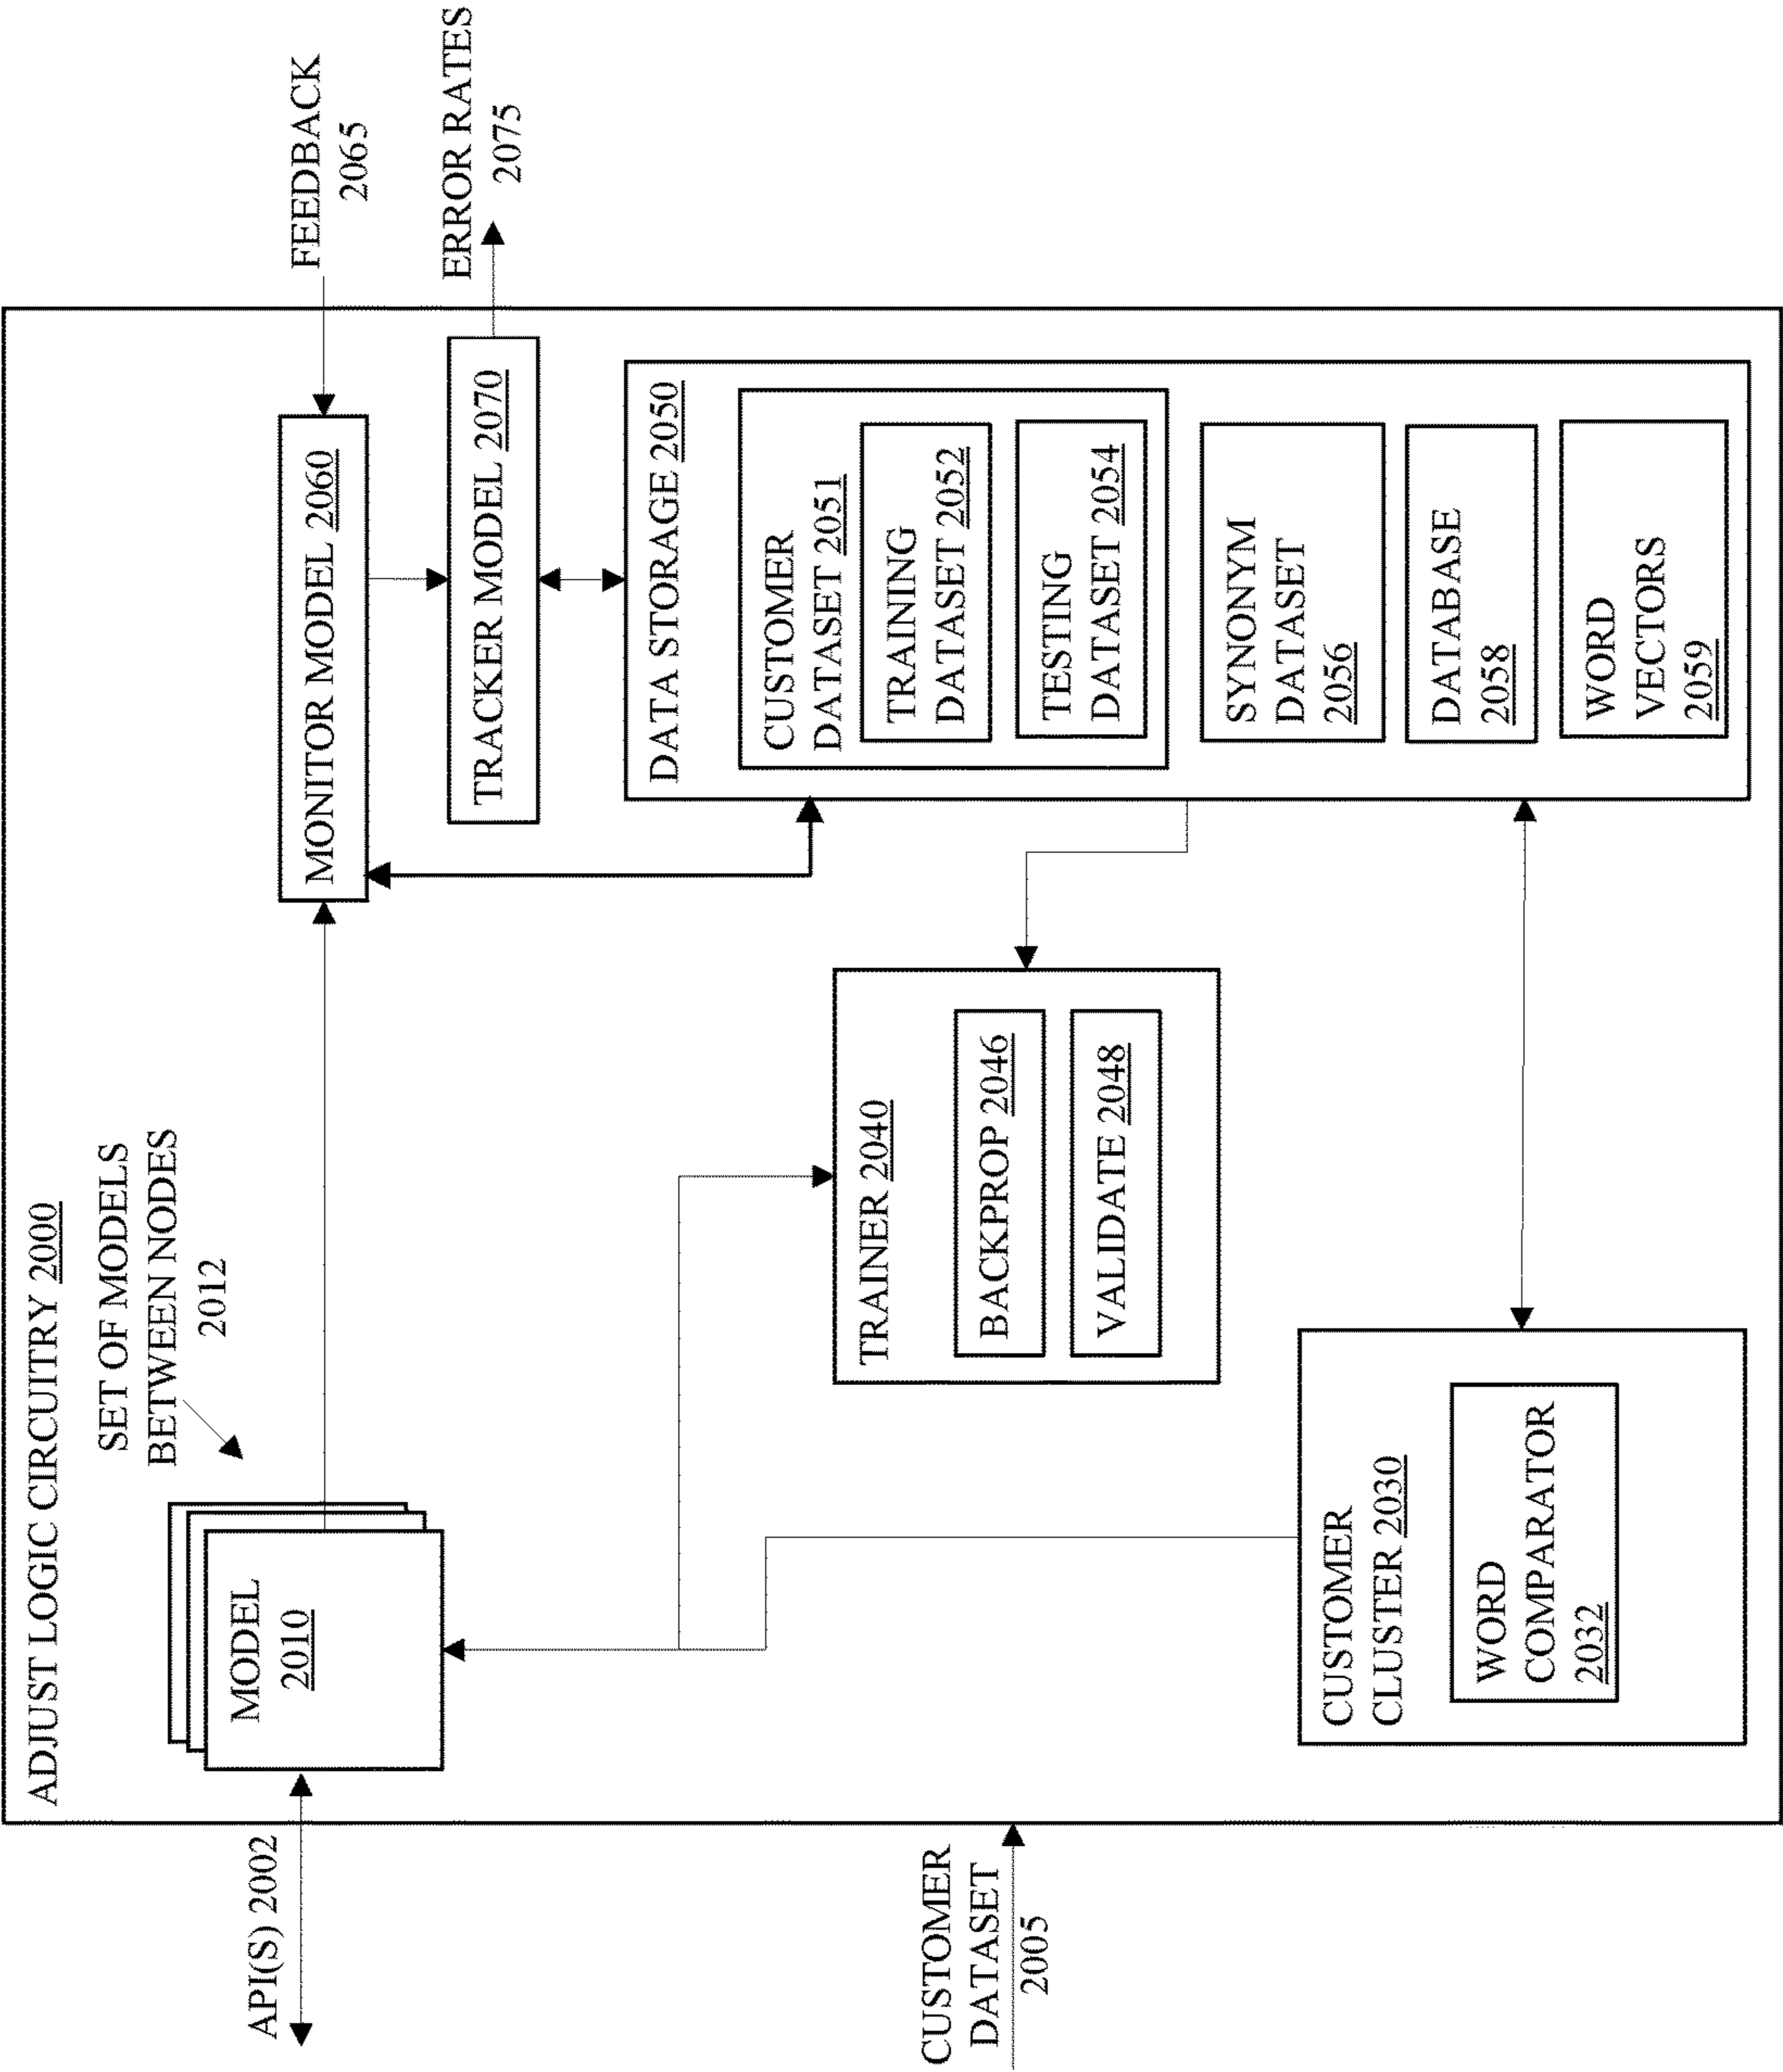 ADJUST LOGIC CIRCUITRY 2000
API(S) 2002
MODEL
2010
SET OF MODELS
BETWEEN NODES
2012
MONITOR MODEL 2060
FEEDBACK
2065
TRACKER MODEL 2070
ERROR RATES
2075
CUSTOMER
DATASET
2005
TRAINER 2040
BACKPROP 2046
VALIDATE 2048
DATA STORAGE 2050
CUSTOMER
DATASET 2051
TRAINING
DATASET 2052
TESTING
DATASET 2054
SYNONYM
DATASET
2056
DATABASE
2058
WORD
VECTORS
2059
CUSTOMER
CLUSTER 2030
WORD
COMPARATOR
2032